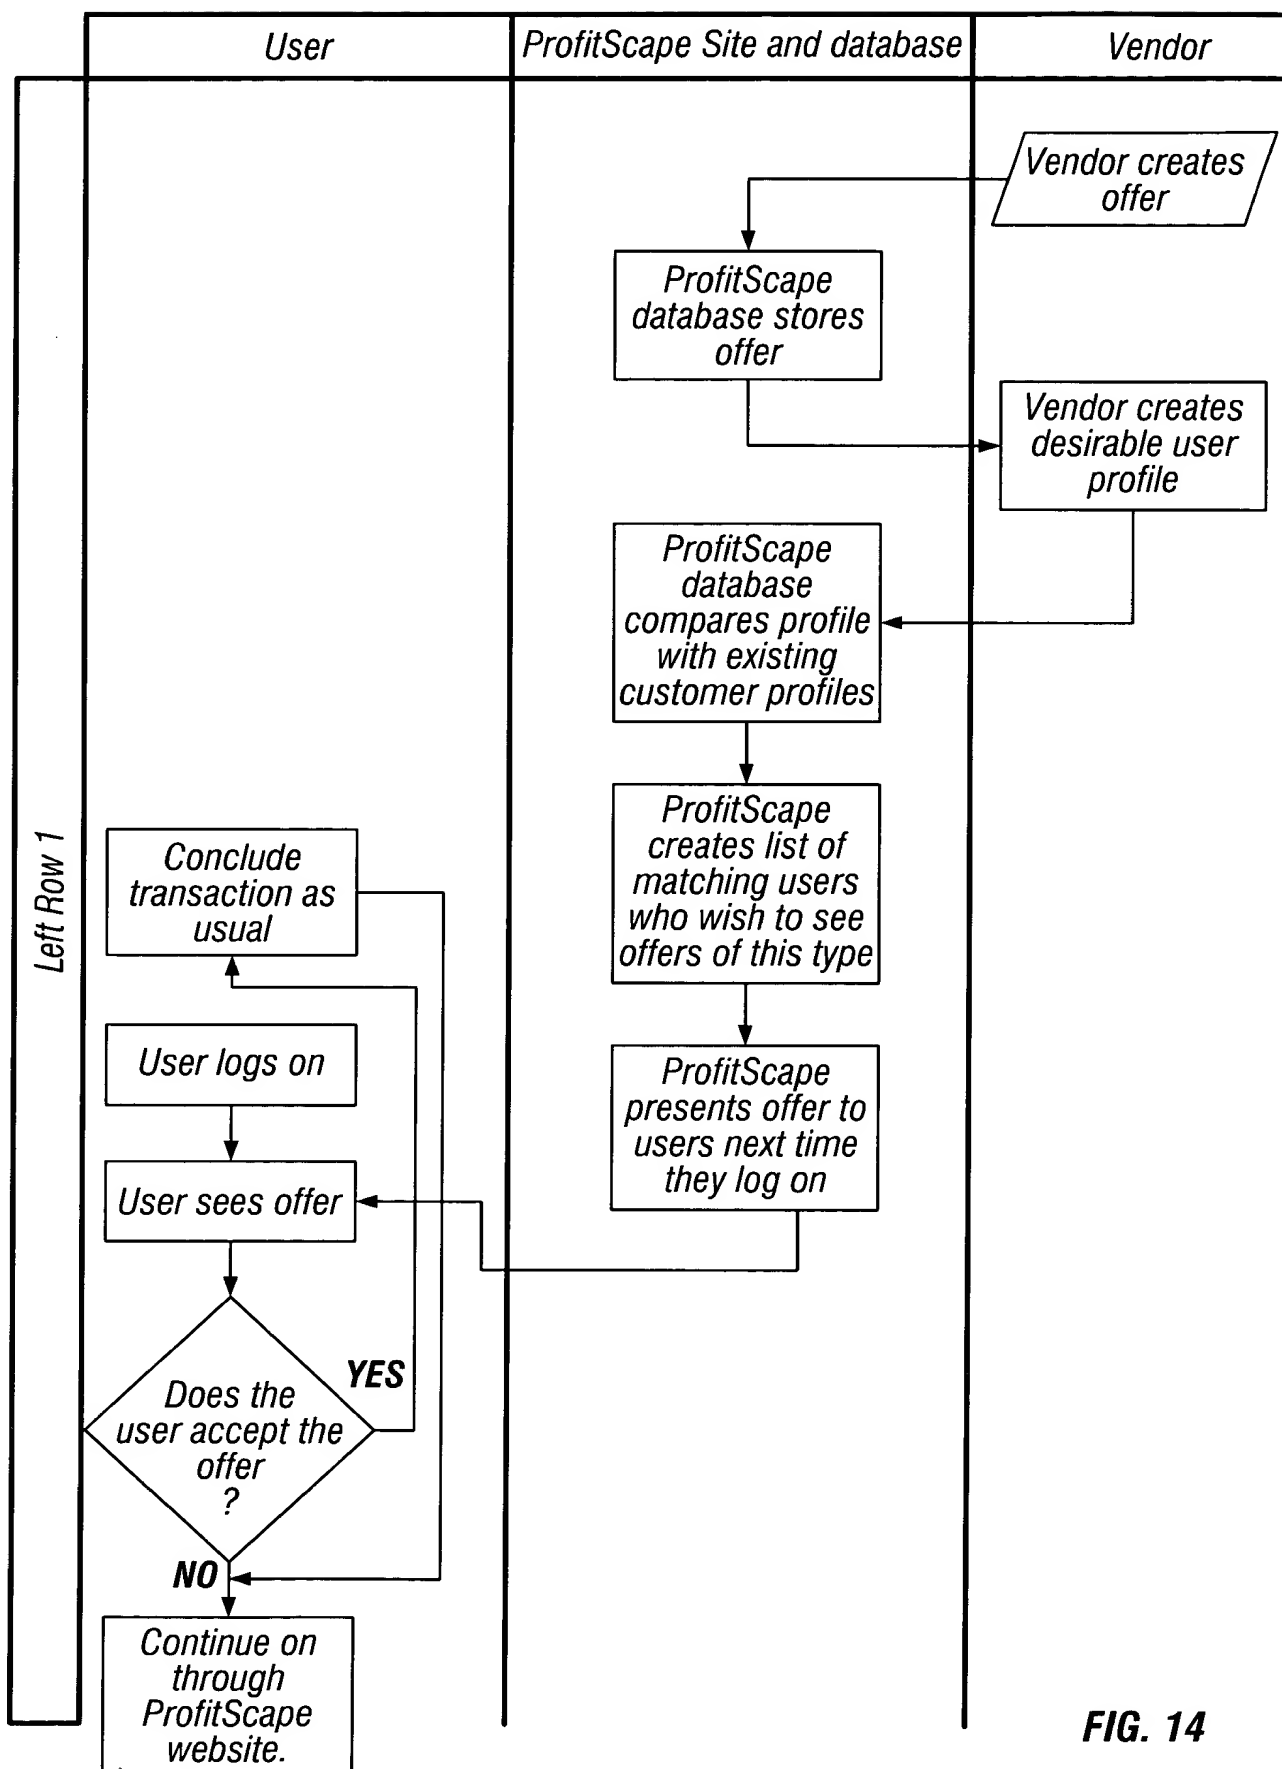 User
ProfitScape Site and database
Vendor
Left Row 1
Vendor creates
offer
ProfitScape
database stores
offer
Vendor creates
desirable user
profile
ProfitScape
database
compares profile
with existing
customer profiles
ProfitScape
creates list of
matching users
who wish to see
offers of this type
Conclude
transaction as
usual
User logs on
ProfitScape
presents offer to
users next time
they log on
User sees offer
YES
Does the
user accept the
offer
?
NO
Continue on
through
ProfitScape
website.
FIG. 14